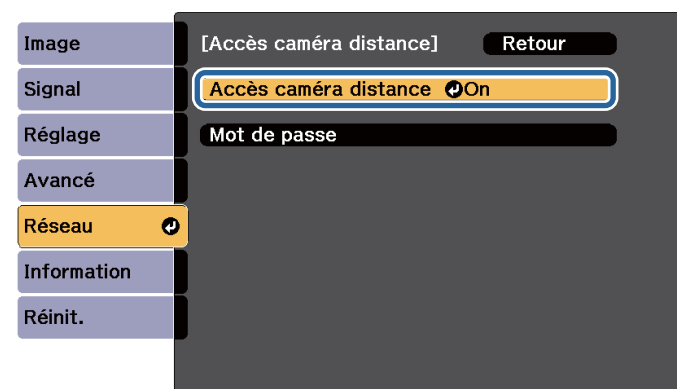 Image
Signal
Réglage
Avancé
Réseau
Information
Réinit.
[Accès caméra distance] Retour
Accès caméra distance On
Mot de passe